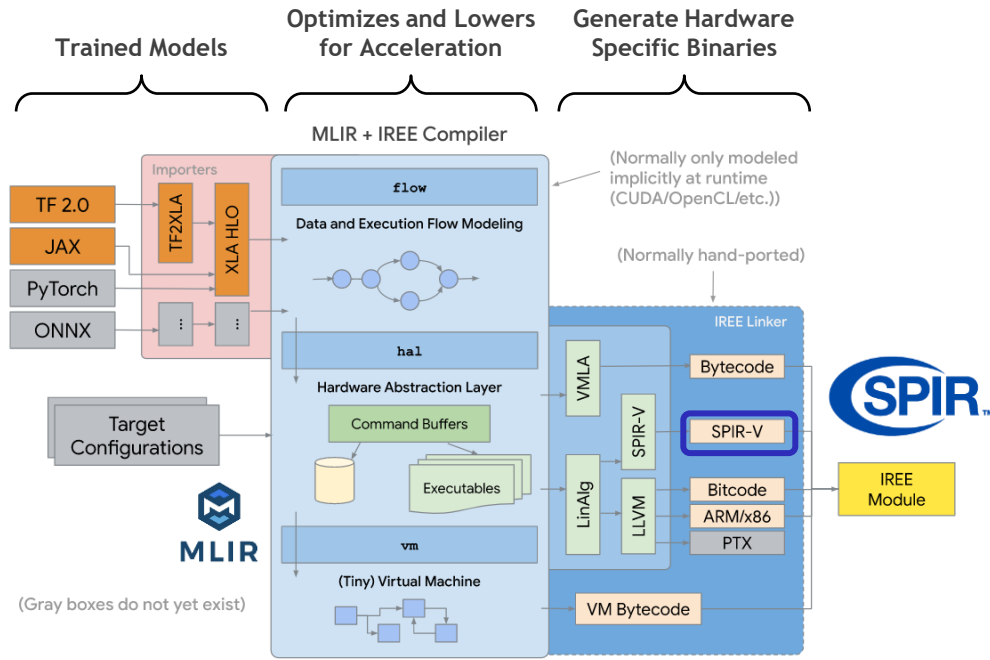 Trained Models
Optimizes and Lowers
for Acceleration
Generate Hardware
Specific Binaries
MLIR + IREE Compiler
Importers
TF 2.0
JAX
PyTorch
ONNX
TF2XLA
XLA HLO
...
...
flow
Data and Execution Flow Modeling
(Normally only modeled
implicitly at runtime
(CUDA/OpenCL/etc.))
(Normally hand-ported)
IREE Linker
hal
Hardware Abstraction Layer
Command Buffers
Executables
Target
Configurations
MLIR
vm
(Tiny) Virtual Machine
(Gray boxes do not yet exist)
VMLA
SPIR-V
LinAlg
LLVM
Bytecode
SPIR-V
Bitcode
ARM/x86
PTX
VM Bytecode
SPIR™
IREE
Module